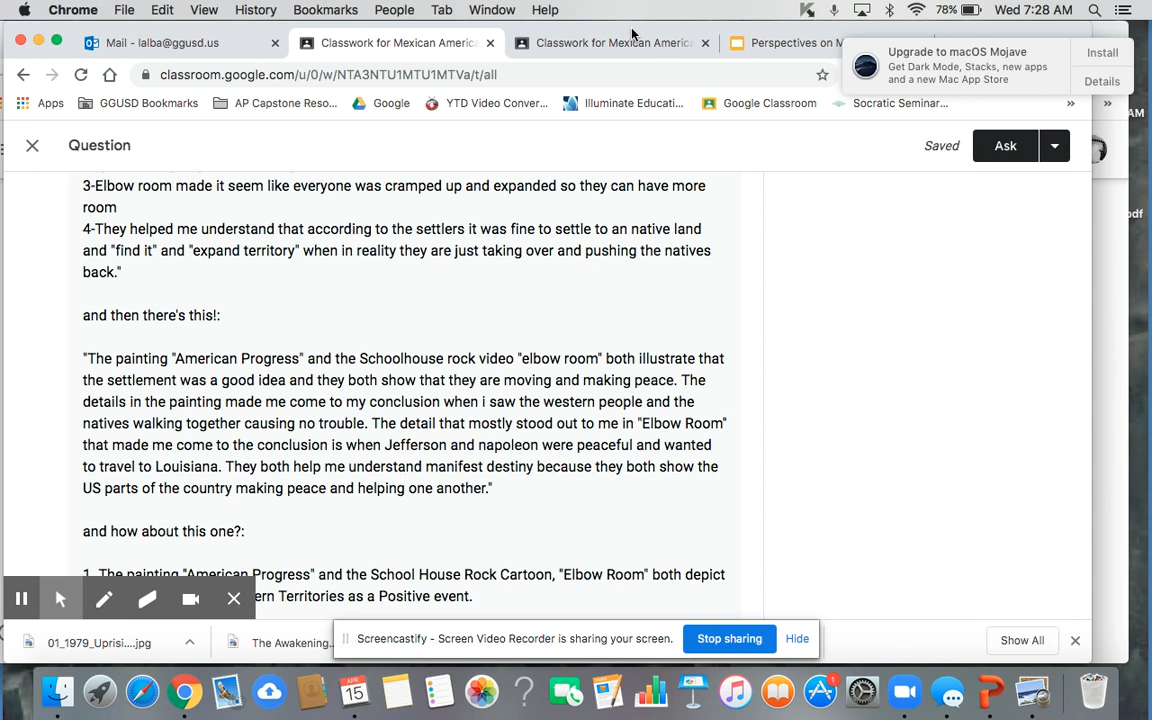 Chrome File Edit View History Bookmarks People Tab Window Help 78% Wed 7:28 AM
Mail - lalba@ggusd.us Classwork for Mexican America Classwork for Mexican America Perspectives on M
Upgrade to macOS Mojave
Get Dark Mode, Stacks, new apps
and a new Mac App Store
Install
Details
classroom.google.com/u/0/w/NTA3NTU1MTU1MTVa/t/all
Apps GGUSD Bookmarks AP Capstone Reso... Google YTD Video Conver... Illuminate Educati... Google Classroom Socratic Seminar... » »
AM
Question Saved Ask
3-Elbow room made it seem like everyone was cramped up and expanded so they can have more
room
4-They helped me understand that according to the settlers it was fine to settle to an native land
and "find it" and "expand territory" when in reality they are just taking over and pushing the natives
back."
and then there's this!:
"The painting "American Progress" and the Schoolhouse rock video "elbow room" both illustrate that
the settlement was a good idea and they both show that they are moving and making peace. The
details in the painting made me come to my conclusion when i saw the western people and the
natives walking together causing no trouble. The detail that mostly stood out to me in "Elbow Room"
that made me come to the conclusion is when Jefferson and napoleon were peaceful and wanted
to travel to Louisiana. They both help me understand manifest destiny because they both show the
US parts of the country making peace and helping one another."
and how about this one?:
1. The painting "American Progress" and the School House Rock Cartoon, "Elbow Room" both depict
ern Territories as a Positive event.
01_1979_Uprisi....jpg The Awakening.
Screencastify - Screen Video Recorder is sharing your screen. Stop sharing Hide
Show All
APR
15
1